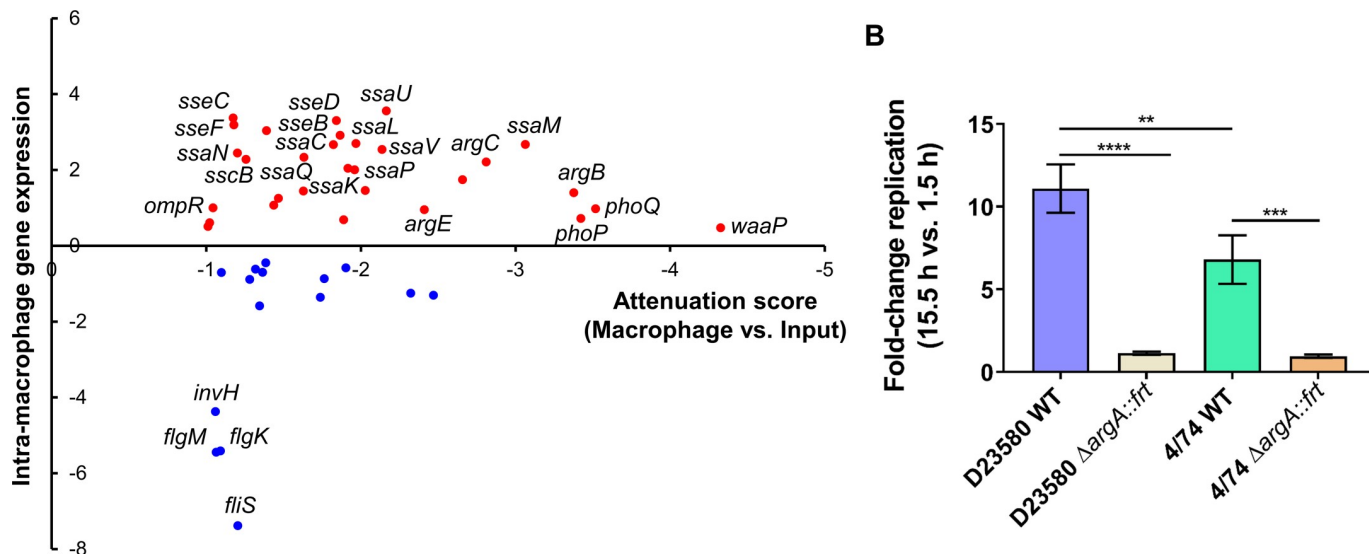 6
4
2
0
-2
-4
-6
-8
0
-1
-2
-3
-4
-5
Intra-macrophage gene expression
Attenuation score
(Macrophage vs. Input)
sseC
sseF
ssaN
sscB
ompR
sseD
sseB
ssaC
ssaQ
ssaK
ssaU
ssaL
ssaV
ssaP
argC
ssaM
argE
argB
phoQ
phoP
waaP
invH
flgM
flgK
fliS
B
Fold-change replication
(15.5 h vs. 1.5 h)
15
10
5
0
**
****
***
D23580 WT
D23580 ΔargA::frt
4/74 WT
4/74 ΔargA::frt